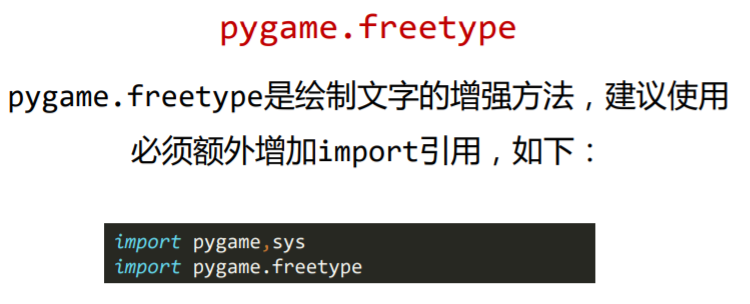 pygame.freetype
pygame.freetype是绘制文字的增强方法，建议使用
必须额外增加import引用，如下：
import pygame,sys
import pygame.freetype